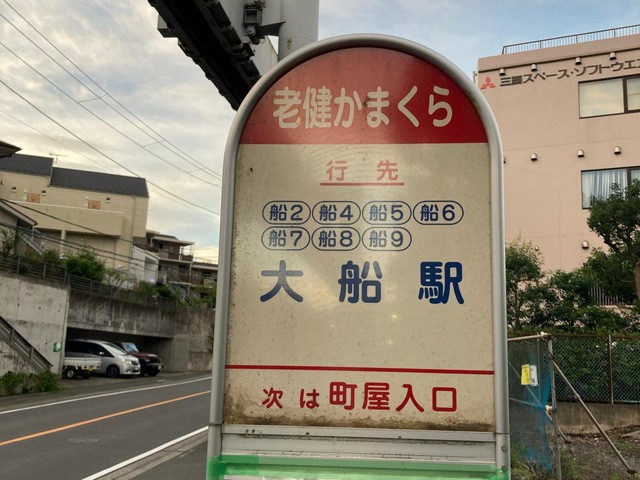 老健かまくら
行先
船2 船4 船5 船6
船7 船8 船9
大船駅
次は 町屋入口
三菱スペース・ソフトウエ